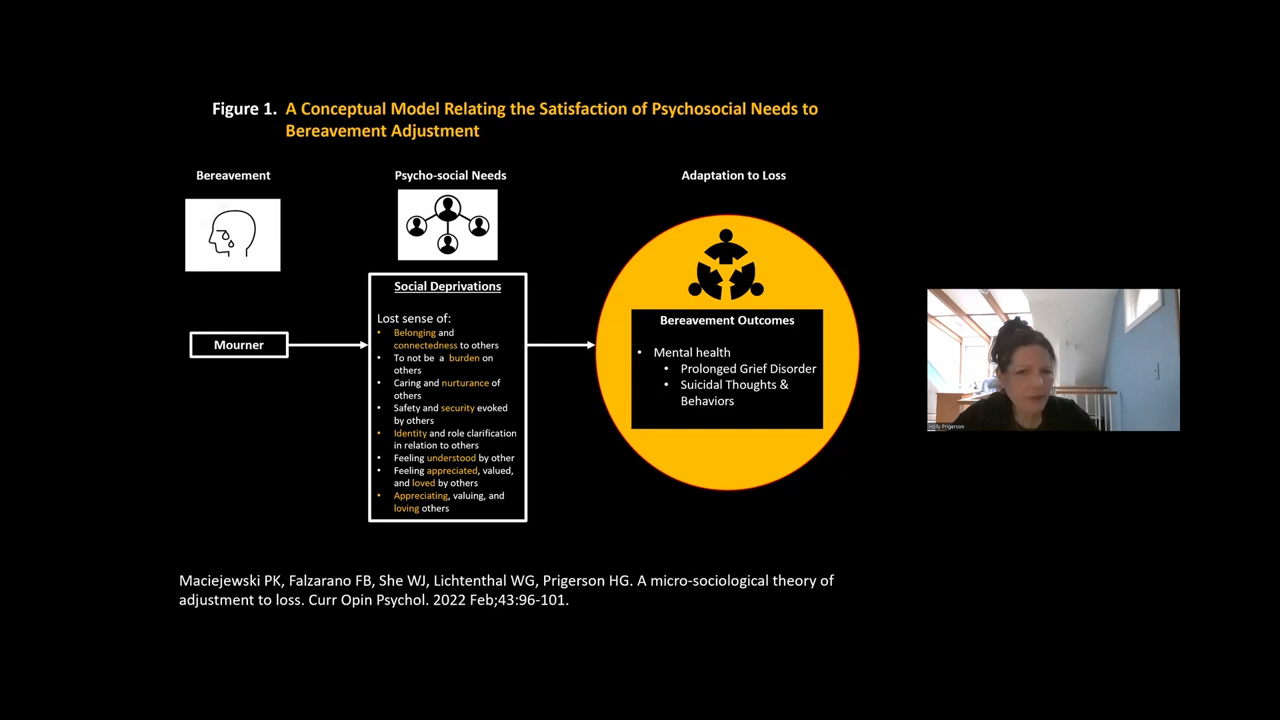 Figure 1. A Conceptual Model Relating the Satisfaction of Psychosocial Needs to
Bereavement Adjustment
Bereavement
Psycho-social Needs
Adaptation to Loss
Mourner
Social Deprivations
Lost sense of:
• Belonging and
connectedness to others
• To not be a burden on
others
• Caring and nurturance of
others
• Safety and security evoked
by others
• Identity and role clarification
in relation to others
• Feeling understood by other
• Feeling appreciated, valued,
and loved by others
• Appreciating, valuing, and
loving others
Bereavement Outcomes
• Mental health
• Prolonged Grief Disorder
• Suicidal Thoughts &
Behaviors
Holly Prigerson
Maciejewski PK, Falzarano FB, She WJ, Lichtenthal WG, Prigerson HG. A micro-sociological theory of
adjustment to loss. Curr Opin Psychol. 2022 Feb;43:96-101.